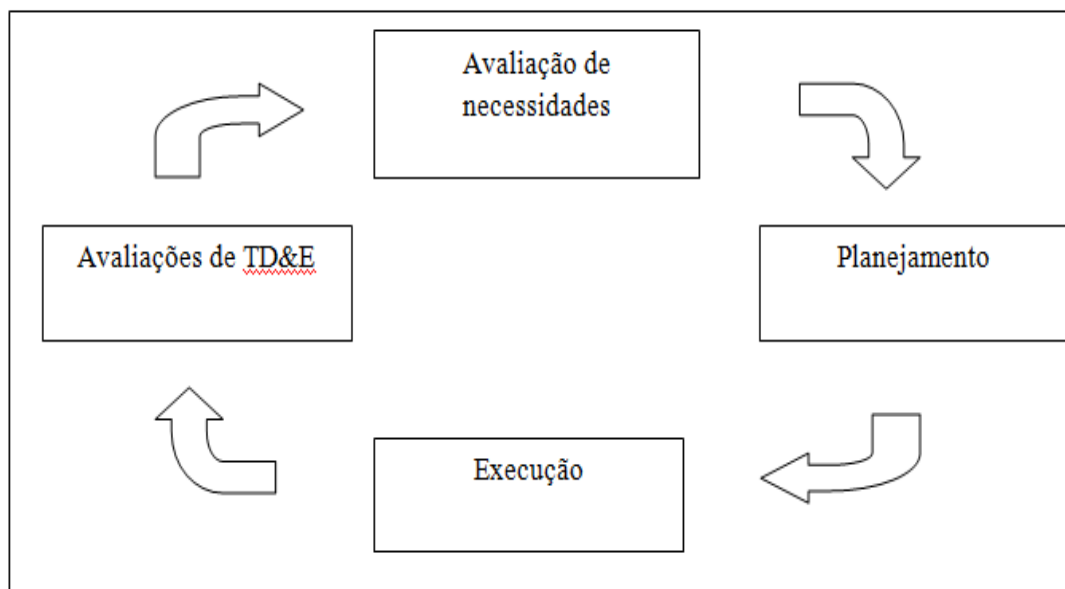 Avaliação de
necessidades
Avaliações de TD&E
Planejamento
Execução